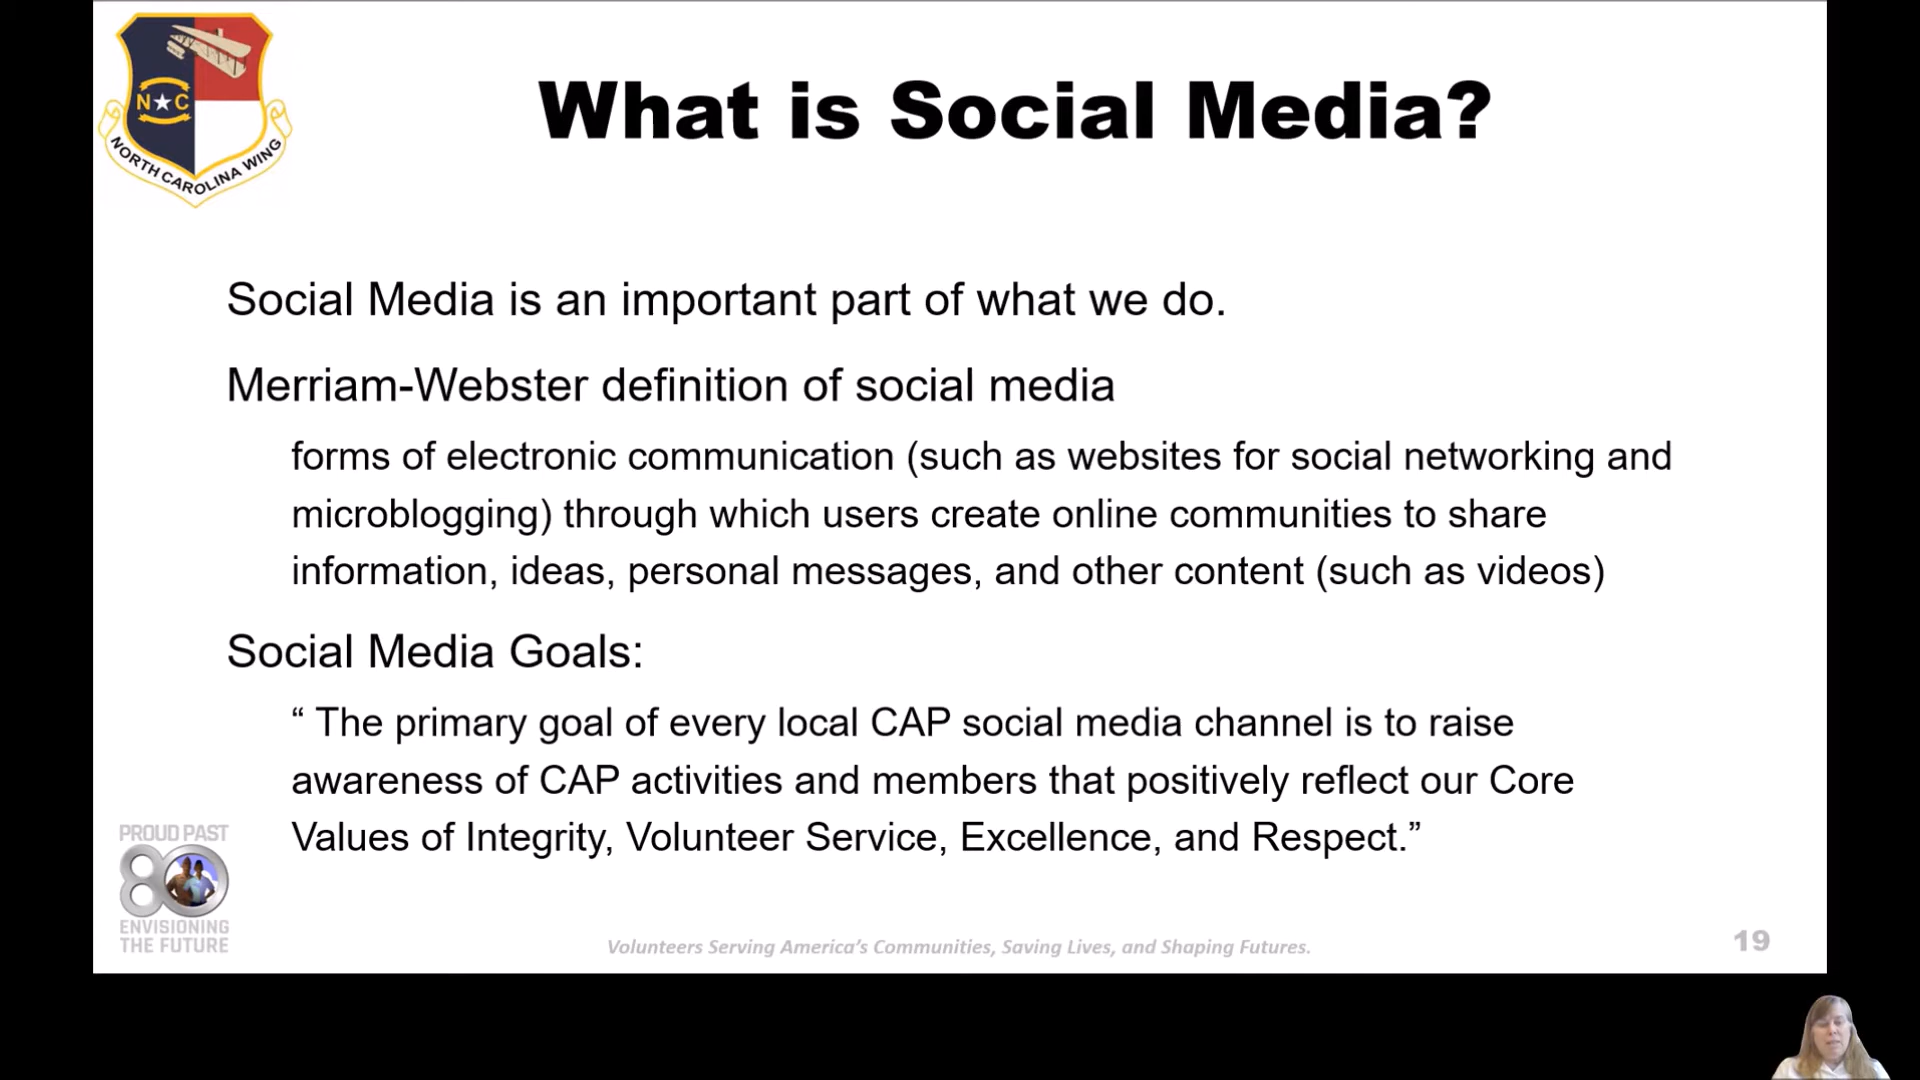 N★C
NORTH CAROLINA WING
What is Social Media?
Social Media is an important part of what we do.
Merriam-Webster definition of social media
forms of electronic communication (such as websites for social networking and
microblogging) through which users create online communities to share
information, ideas, personal messages, and other content (such as videos)
Social Media Goals:
“ The primary goal of every local CAP social media channel is to raise
awareness of CAP activities and members that positively reflect our Core
Values of Integrity, Volunteer Service, Excellence, and Respect.”
PROUD PAST
80
ENVISIONING
THE FUTURE
Volunteers Serving America’s Communities, Saving Lives, and Shaping Futures.
19